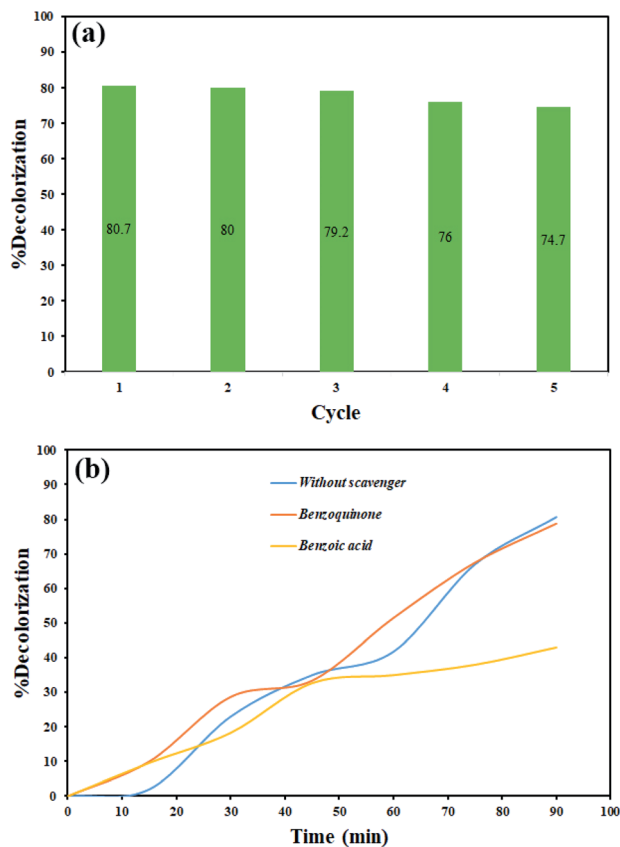 (a)
100
90
80
70
60
50
40
30
20
10
0
%Decolorization
80.7 80 79.2 76 74.7
1 2 3 4 5
Cycle
(b)
100
90
80
70
60
50
40
30
20
10
0
%Decolorization
Without scavenger
Benzoquinone
Benzoic acid
0 10 20 30 40 50 60 70 80 90 100
Time (min)